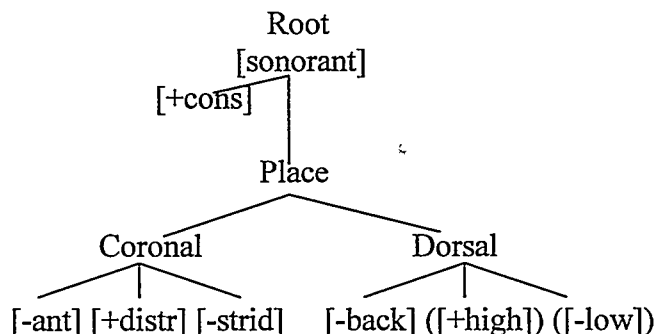 Root
[sonorant]
[+cons]
Place
Coronal Dorsal
[-ant] [+distr] [-strid] [-back] ([+high]) ([-low])